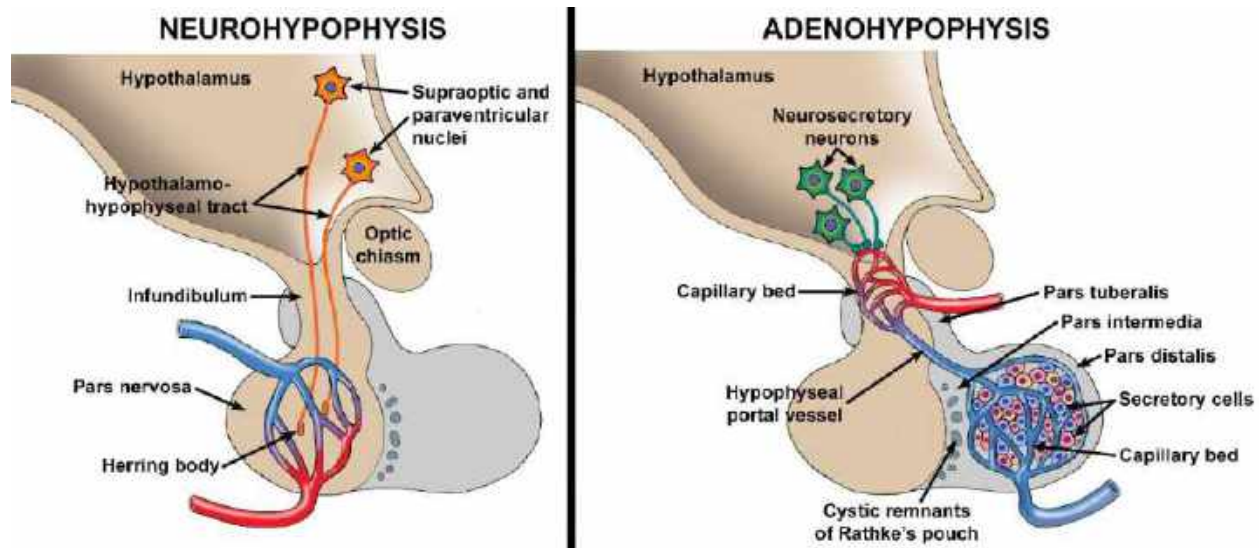 NEUROHYPOPHYSIS
Hypothalamus
Supraoptic and
paraventricular
nuclei
Hypothalamo-
hypophyseal tract
Optic
chiasm
Infundibulum
Pars nervosa
Herring body
ADENOHYPOPHYSIS
Hypothalamus
Neurosecretory
neurons
Capillary bed
Pars tuberalis
Pars intermedia
Pars distalis
Hypophyseal
portal vessel
Secretory cells
Capillary bed
Cystic remnants
of Rathke's pouch